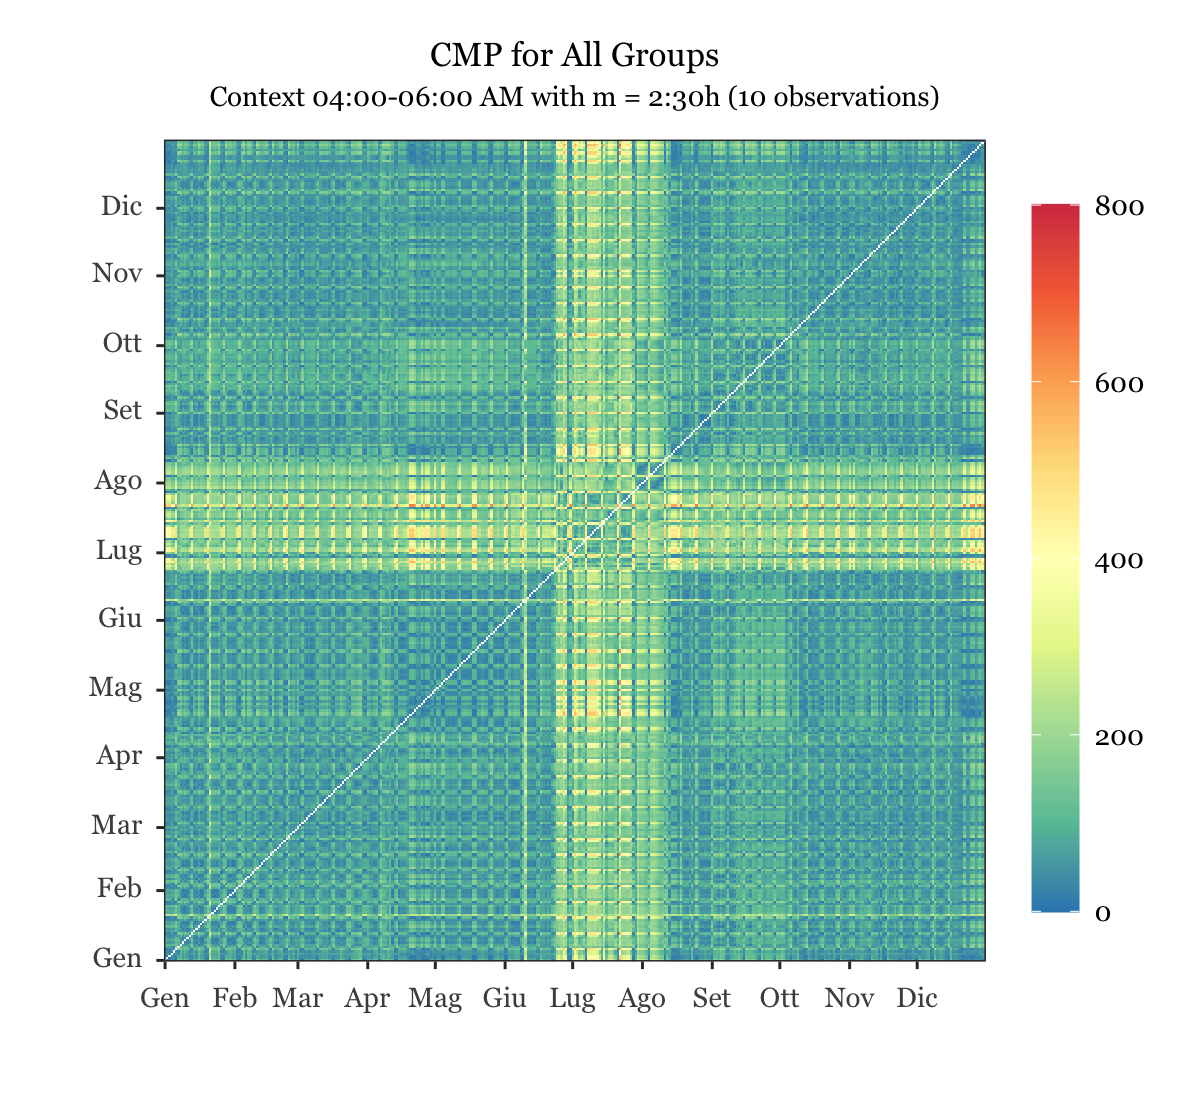 CMP for All Groups
Context 04:00-06:00 AM with m = 2:30h (10 observations)
Dic
Nov
Ott
Set
Ago
Lug
Giu
Mag
Apr
Mar
Feb
Gen
Gen Feb Mar Apr Mag Giu Lug Ago Set Ott Nov Dic
800
600
400
200
0